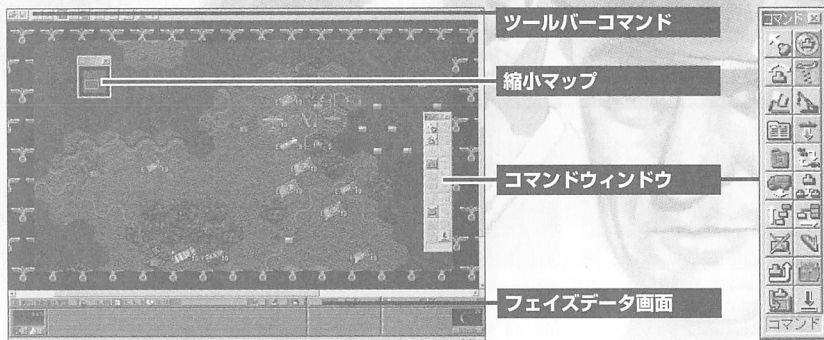 ツールバーコマンド
縮小マップ
コマンドウィンドウ
フェイズデータ画面
コマンド
コマンド